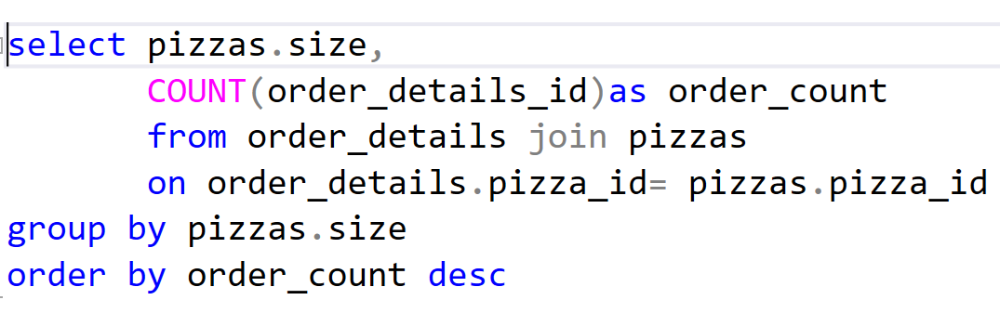 select pizzas.size,
COUNT(order_details_id)as order_count
from order_details join pizzas
on order_details.pizza_id= pizzas.pizza_id
group by pizzas.size
order by order_count desc